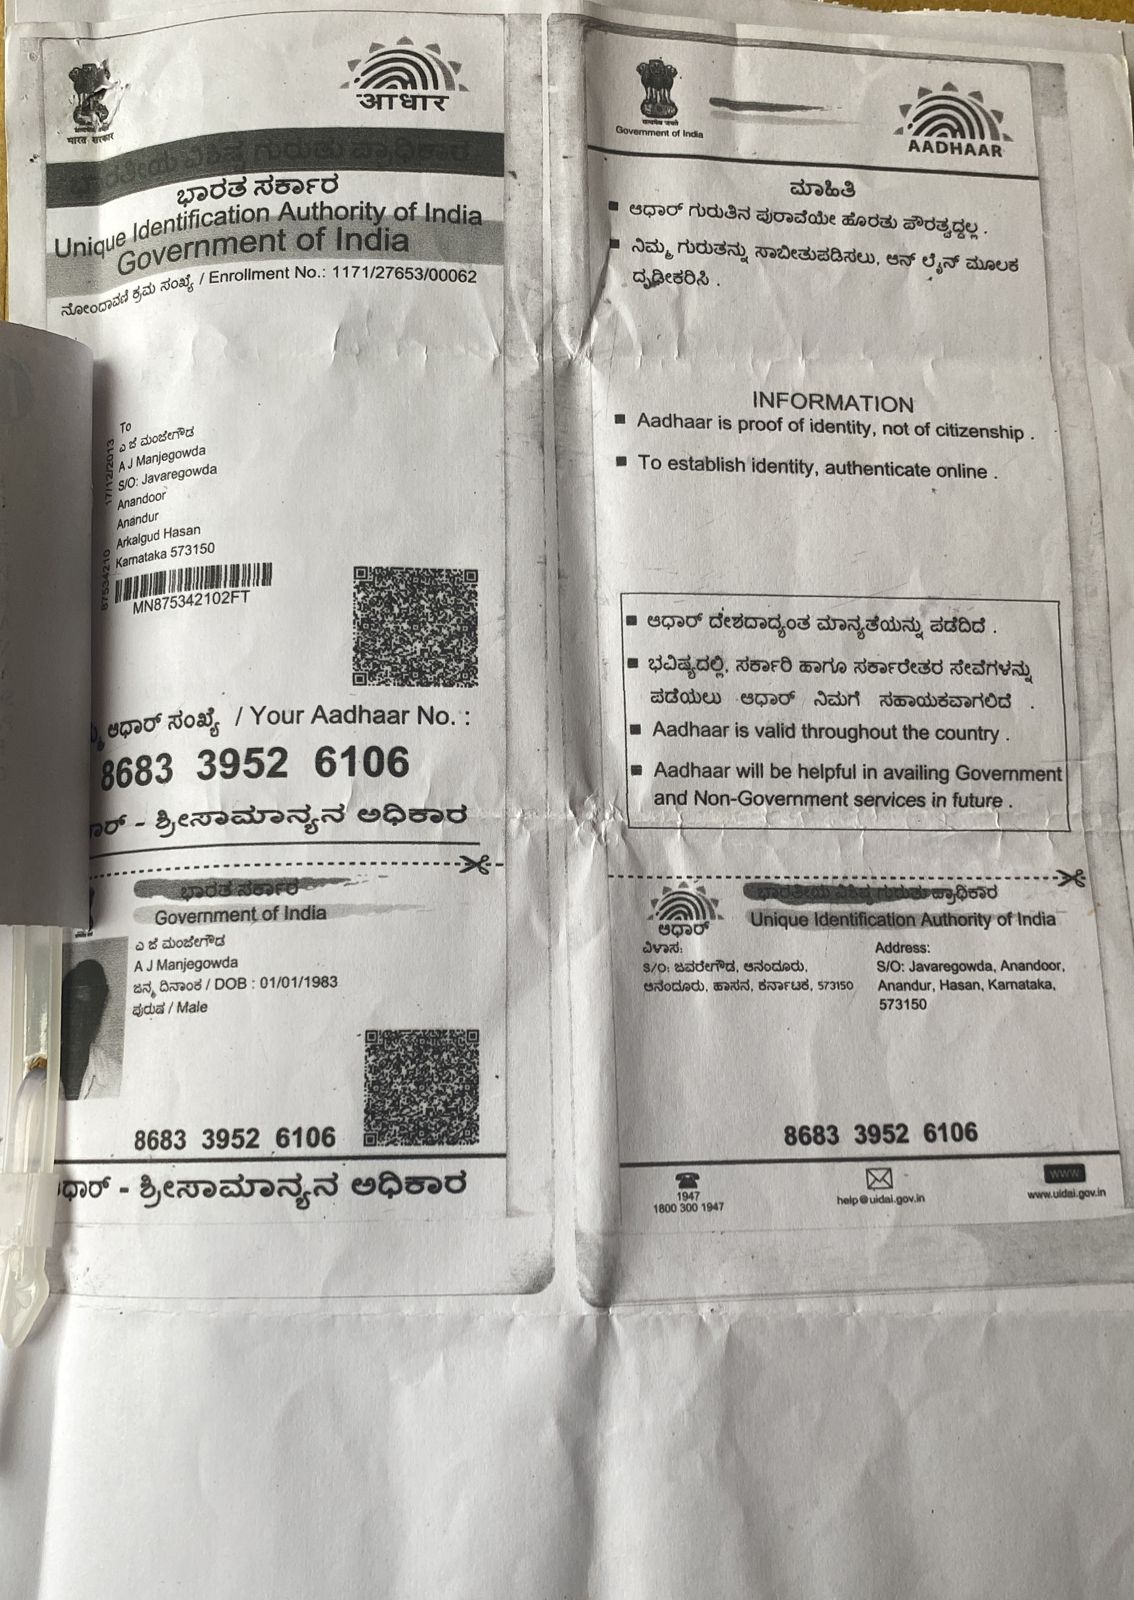 भारत सरकार
आधार
ಭಾರತೀಯ ವಿಶಿಷ್ಟ ಗುರುತು ಪ್ರಾಧಿಕಾರ
ಭಾರತ ಸರ್ಕಾರ
Unique Identification Authority of India
Government of India
ನೋಂದಾವಣೆ ಕ್ರಮ ಸಂಖ್ಯೆ / Enrollment No.: 1171/27653/00062
To
ಎ ಜೆ ಮಂಜೇಗೌಡ
A J Manjegowda
S/O: Javaregowda
Anandoor
Anandur
Arkalgud Hasan
Karnataka 573150
17/12/2013
87534210
MN875342102FT
ಆಧಾರ್ ಸಂಖ್ಯೆ / Your Aadhaar No. :
8683 3952 6106
- ಶ್ರೀಸಾಮಾನ್ಯನ ಅಧಿಕಾರ
ಭಾರತ ಸರ್ಕಾರ
Government of India
ಎ ಜೆ ಮಂಜೇಗೌಡ
A J Manjegowda
ಜನ್ಮ ದಿನಾಂಕ / DOB : 01/01/1983
ಪುರುಷ / Male
8683 3952 6106
- ಶ್ರೀಸಾಮಾನ್ಯನ ಅಧಿಕಾರ
Government of India
AADHAAR
ಮಾಹಿತಿ
■ ಆಧಾರ್ ಗುರುತಿನ ಪುರಾವೆಯೇ ಹೊರತು ಪೌರತ್ವದ್ದಲ್ಲ .
■ ನಿಮ್ಮ ಗುರುತನ್ನು ಸಾಬೀತುಪಡಿಸಲು, ಆನ್ ಲೈನ್ ಮೂಲಕ
ದೃಢೀಕರಿಸಿ .
INFORMATION
■ Aadhaar is proof of identity, not of citizenship .
■ To establish identity, authenticate online .
■ ಆಧಾರ್ ದೇಶದಾದ್ಯಂತ ಮಾನ್ಯತೆಯನ್ನು ಪಡೆದಿದೆ .
■ ಭವಿಷ್ಯದಲ್ಲಿ, ಸರ್ಕಾರಿ ಹಾಗೂ ಸರ್ಕಾರೇತರ ಸೇವೆಗಳನ್ನು
ಪಡೆಯಲು ಆಧಾರ್ ನಿಮಗೆ ಸಹಾಯಕವಾಗಲಿದೆ .
■ Aadhaar is valid throughout the country .
■ Aadhaar will be helpful in availing Government
and Non-Government services in future .
ಆಧಾರ್
ಭಾರತೀಯ ವಿಶಿಷ್ಟ ಗುರುತು ಪ್ರಾಧಿಕಾರ
Unique Identification Authority of India
ವಿಳಾಸ:
S/O: ಜವರೇಗೌಡ, ಆನಂದೂರು,
ಆನಂದೂರು, ಹಾಸನ, ಕರ್ನಾಟಕ, 573150
Address:
S/O: Javaregowda, Anandoor,
Anandur, Hasan, Karnataka,
573150
8683 3952 6106
1947
1800 300 1947
help@uidai.gov.in
www
www.uidai.gov.in